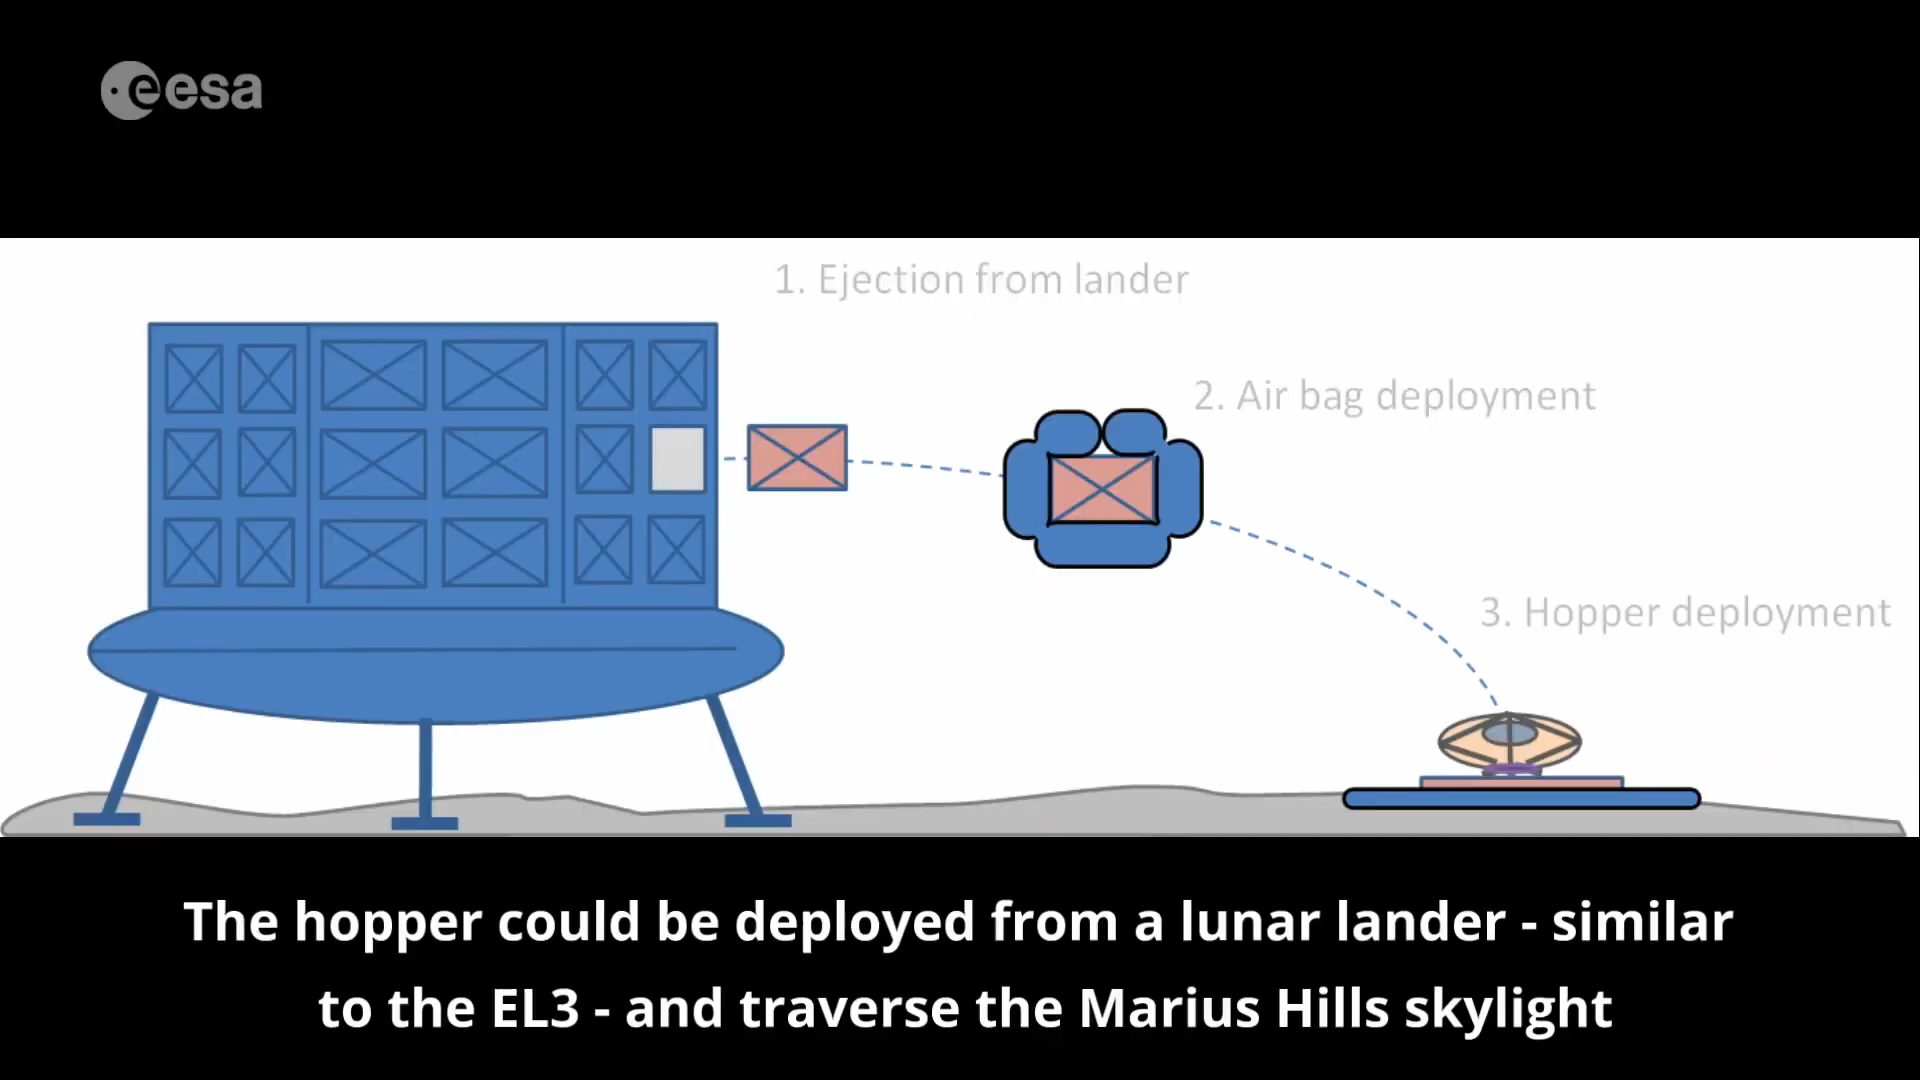 esa
1. Ejection from lander
2. Air bag deployment
3. Hopper deployment
The hopper could be deployed from a lunar lander - similar
to the EL3 - and traverse the Marius Hills skylight